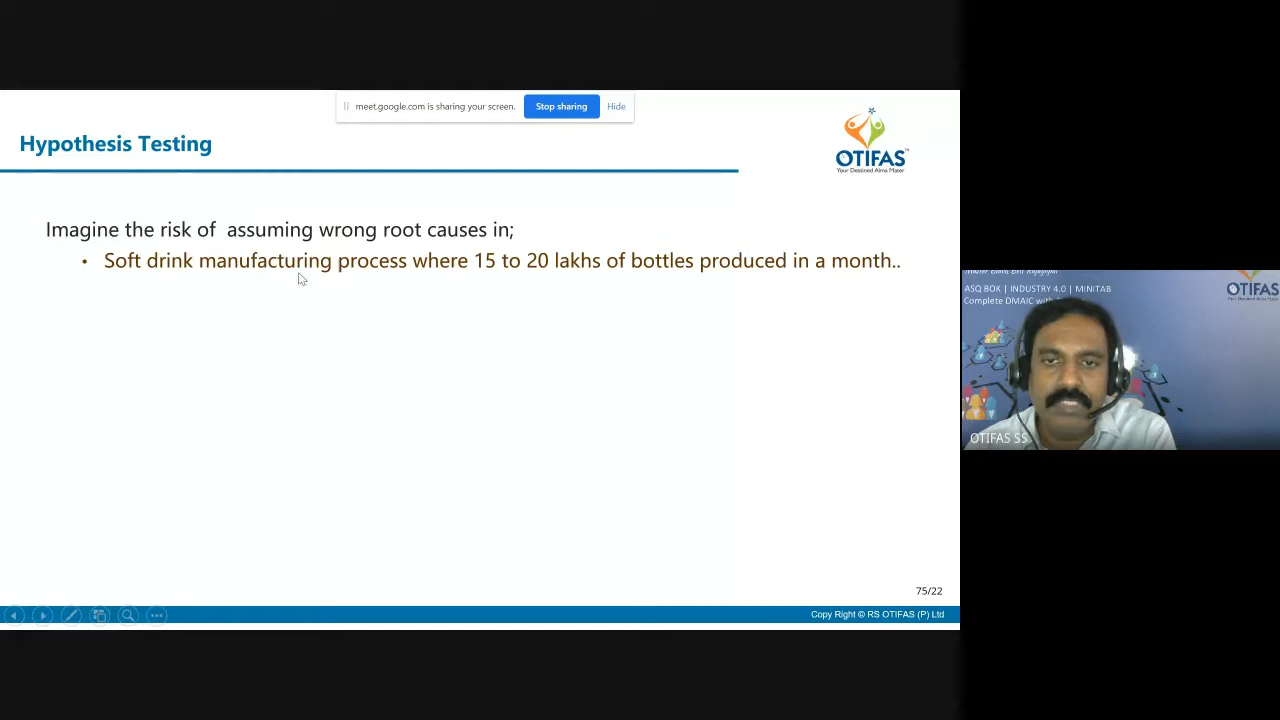 meet.google.com is sharing your screen.
Stop sharing
Hide
Hypothesis Testing
OTIFAS
Your Destined Alma Mater
Imagine the risk of  assuming wrong root causes in;
• Soft drink manufacturing process where 15 to 20 lakhs of bottles produced in a month..
ASQ BOK | INDUSTRY 4.0 | MINITAB
Complete DMAIC with
OTIFAS
OTIFAS SS
75/22
Copy Right © RS OTIFAS (P) Ltd